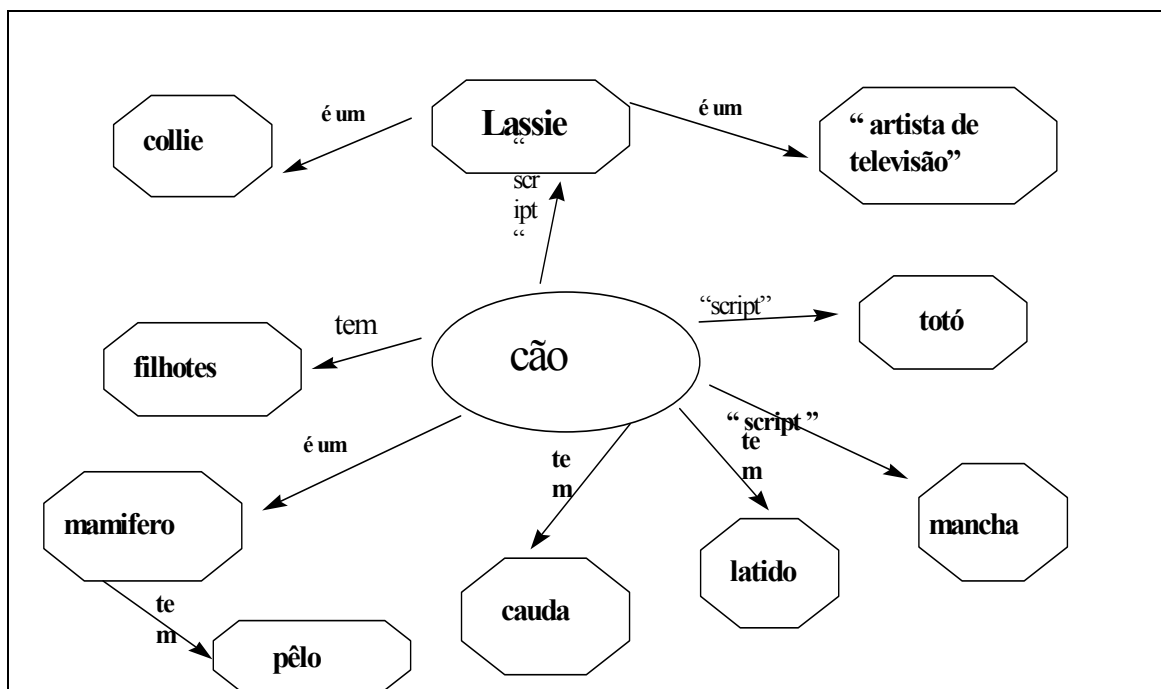 é um
Lassie
é um
collie
“ artista de
televisão”
“
scr
ipt
“
“script”
totó
tem
filhotes
cão
“ script ”
é um
te
m
te
m
mamifero
mancha
latido
cauda
te
m
pêlo